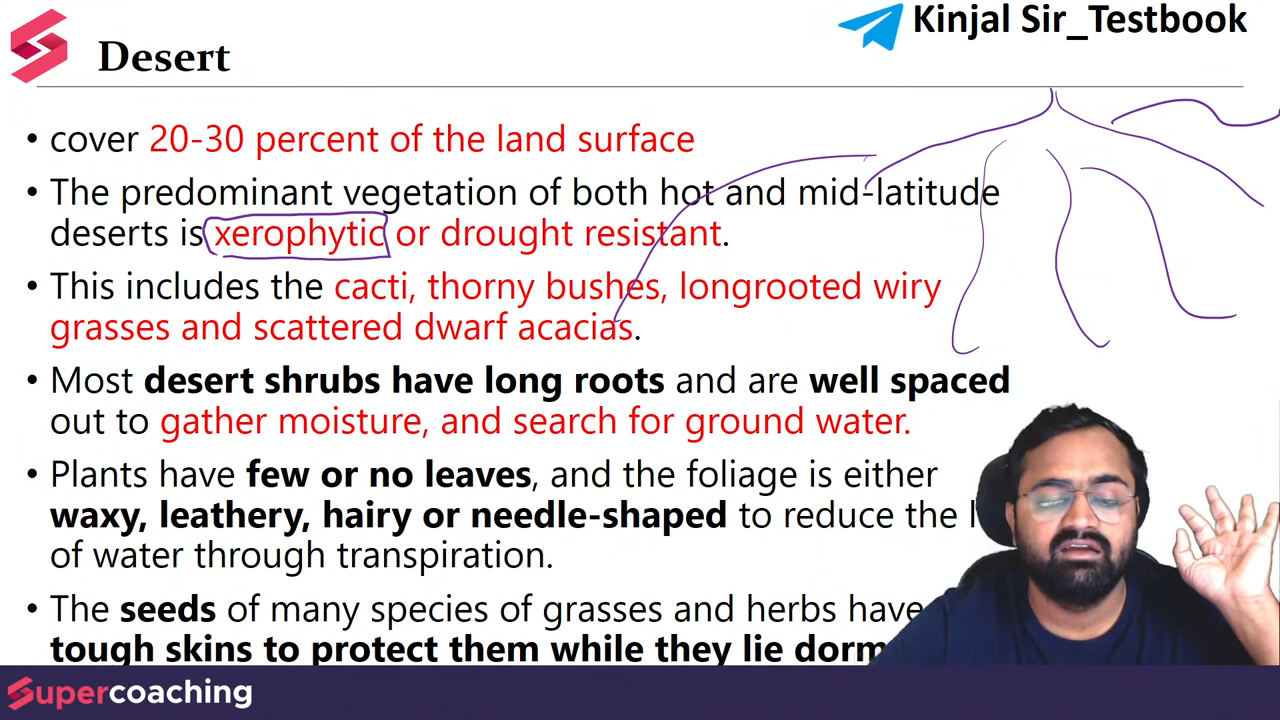 Kinjal Sir_Testbook
Desert
• cover 20-30 percent of the land surface
• The predominant vegetation of both hot and mid-latitude
deserts is xerophytic or drought resistant.
• This includes the cacti, thorny bushes, longrooted wiry
grasses and scattered dwarf acacias.
• Most desert shrubs have long roots and are well spaced
out to gather moisture, and search for ground water.
• Plants have few or no leaves, and the foliage is either
waxy, leathery, hairy or needle-shaped to reduce the
of water through transpiration.
• The seeds of many species of grasses and herbs have
tough skins to protect them while they lie
Supercoaching